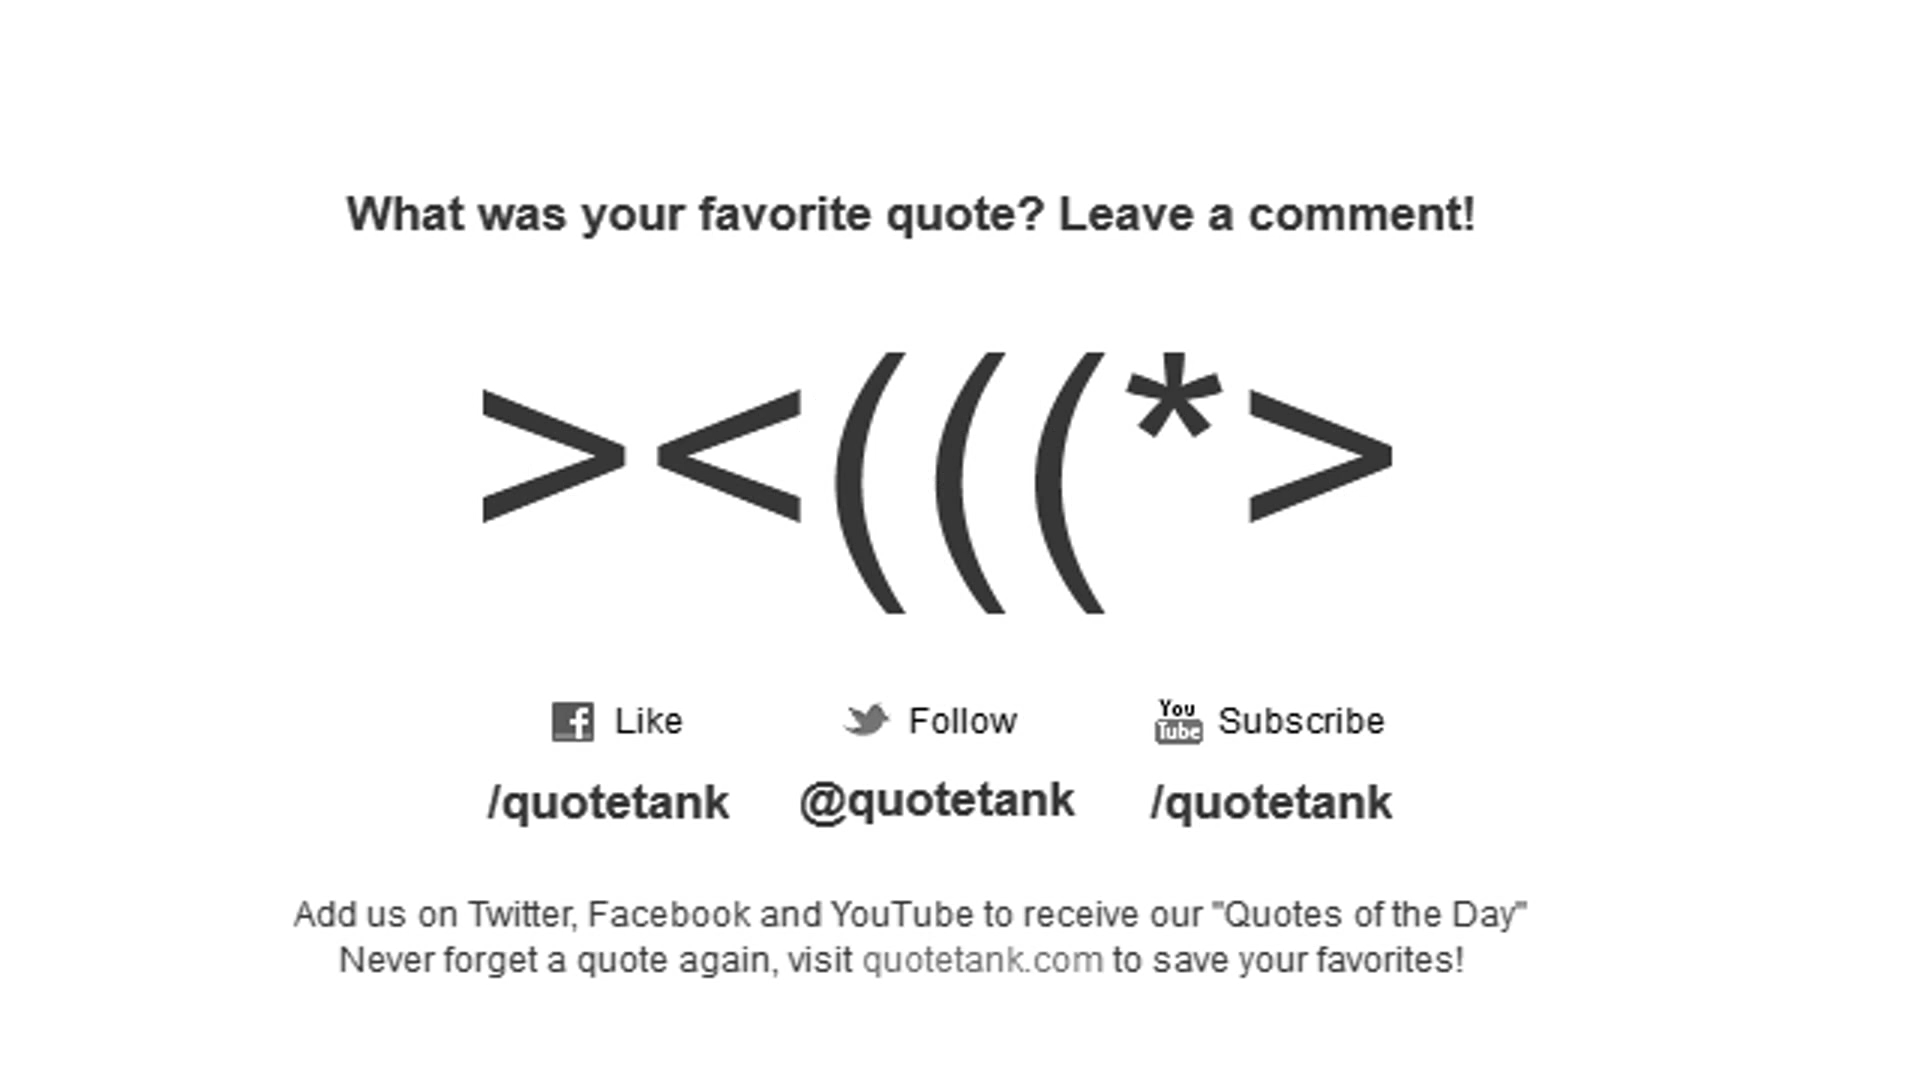 What was your favorite quote? Leave a comment!
><(((*>
f Like Follow You Tube Subscribe
/quotetank @quotetank /quotetank
Add us on Twitter, Facebook and YouTube to receive our "Quotes of the Day"
Never forget a quote again, visit quotetank.com to save your favorites!